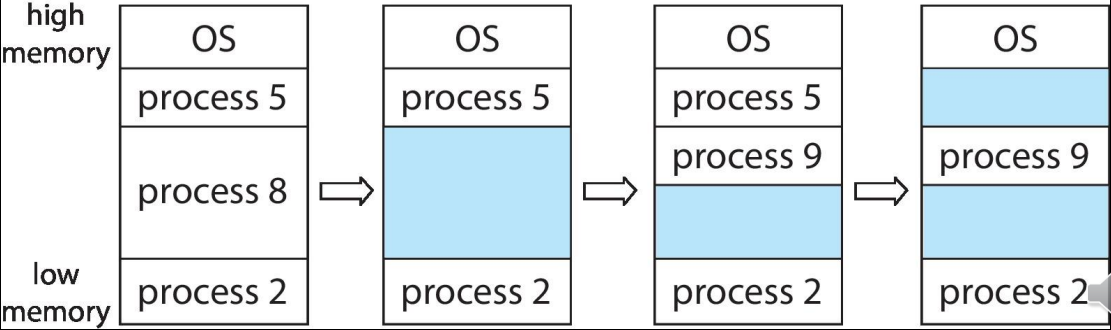 high
memory
OS
process 5
process 8
process 2
low
memory
OS
process 5
process 2
OS
process 5
process 9
process 2
OS
process 9
process 2